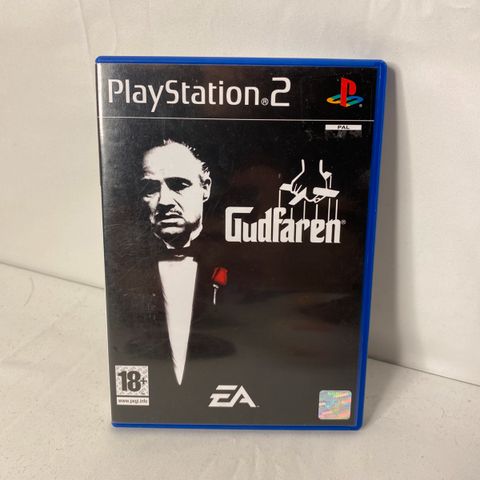 PlayStation®2
PAL
Gudfaren®
18+
www.pegi.info
EA